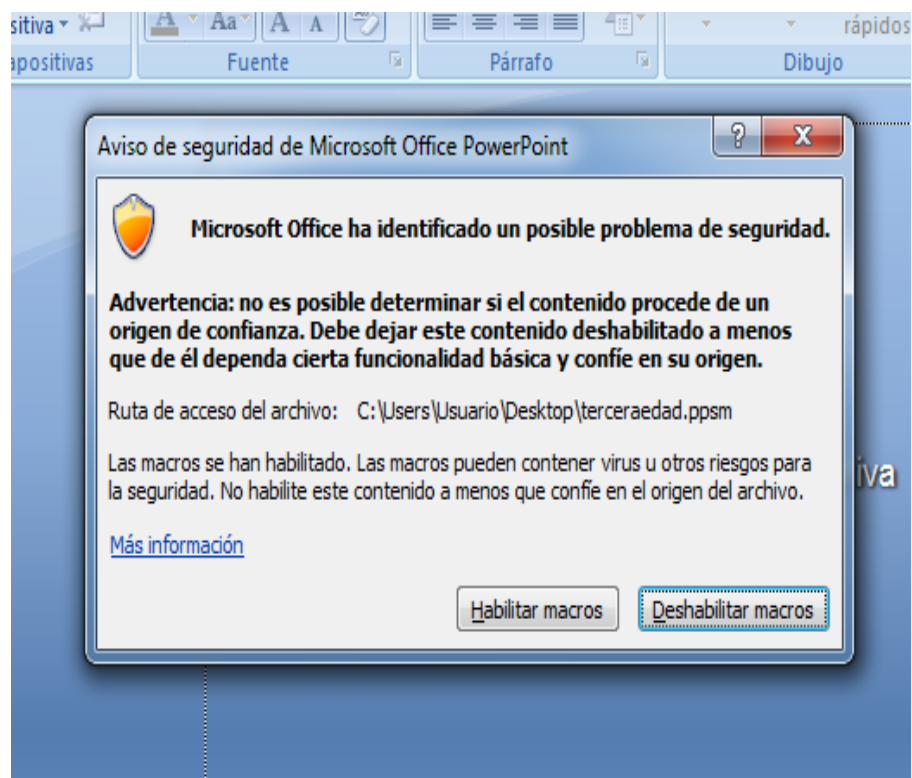 sitiva
Aa A A
rápidos
apositivas Fuente Párrafo Dibujo
Aviso de seguridad de Microsoft Office PowerPoint
Microsoft Office ha identificado un posible problema de seguridad.
Advertencia: no es posible determinar si el contenido procede de un
origen de confianza. Debe dejar este contenido deshabilitado a menos
que de él dependa cierta funcionalidad básica y confíe en su origen.
Ruta de acceso del archivo: C:\Users\Usuario\Desktop\terceraedad.ppsm
Las macros se han habilitado. Las macros pueden contener virus u otros riesgos para
la seguridad. No habilite este contenido a menos que confíe en el origen del archivo.
iva
Más información
Habilitar macros Deshabilitar macros